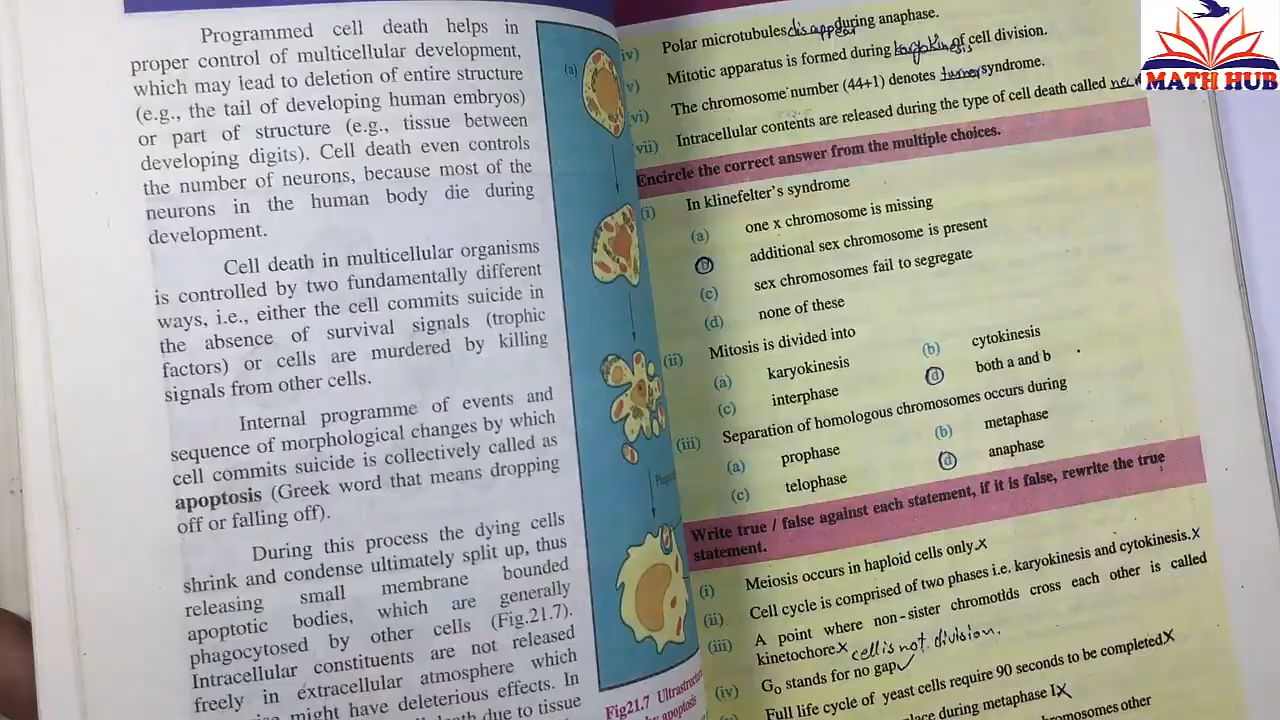 Programmed cell death helps in
proper control of multicellular development,
which may lead to deletion of entire structure
(e.g., the tail of developing human embryos)
or part of structure (e.g., tissue between
developing digits). Cell death even controls
the number of neurons, because most of the
neurons in the human body die during
development.
Cell death in multicellular organisms
is controlled by two fundamentally different
ways, i.e., either the cell commits suicide in
the absence of survival signals (trophic
factors) or cells are murdered by killing
signals from other cells.
Internal programme of events and
sequence of morphological changes by which
cell commits suicide is collectively called as
apoptosis (Greek word that means dropping
off or falling off).
During this process the dying cells
shrink and condense ultimately split up, thus
releasing small membrane bounded
apoptotic bodies, which are generally
phagocytosed by other cells (Fig.21.7).
Intracellular constituents are not released
freely in extracellular atmosphere which
might have deleterious effects. In
due to tissue
(a)
Fig21.7
by apoptosis
iv) Polar microtubules disappear during anaphase.
v) Mitotic apparatus is formed during karyokinesis of cell division.
vi) The chromosome number (44+1) denotes turner syndrome.
vii) Intracellular contents are released during the type of cell death called
Encircle the correct answer from the multiple choices.
(i) In klinefelter's syndrome
(a) one x chromosome is missing
(b) additional sex chromosome is present
(c) sex chromosomes fail to segregate
(d) none of these
(ii) Mitosis is divided into
(a) karyokinesis (b) cytokinesis
(c) interphase (d) both a and b
(iii) Separation of homologous chromosomes occurs during
(a) prophase (b) metaphase
(c) telophase (d) anaphase
Write true / false against each statement, if it is false, rewrite the true
statement.
(i) Meiosis occurs in haploid cells only.x
(ii) Cell cycle is comprised of two phases i.e. karyokinesis and cytokinesis.x
(iii) A point where non-sister chromotids cross each other is called
kinetochore x cell is not division.
(iv) G₀ stands for no gap ✓
Full life cycle of yeast cells require 90 seconds to be completed x
place during metaphase I x
chromosomes other
MATH HUB